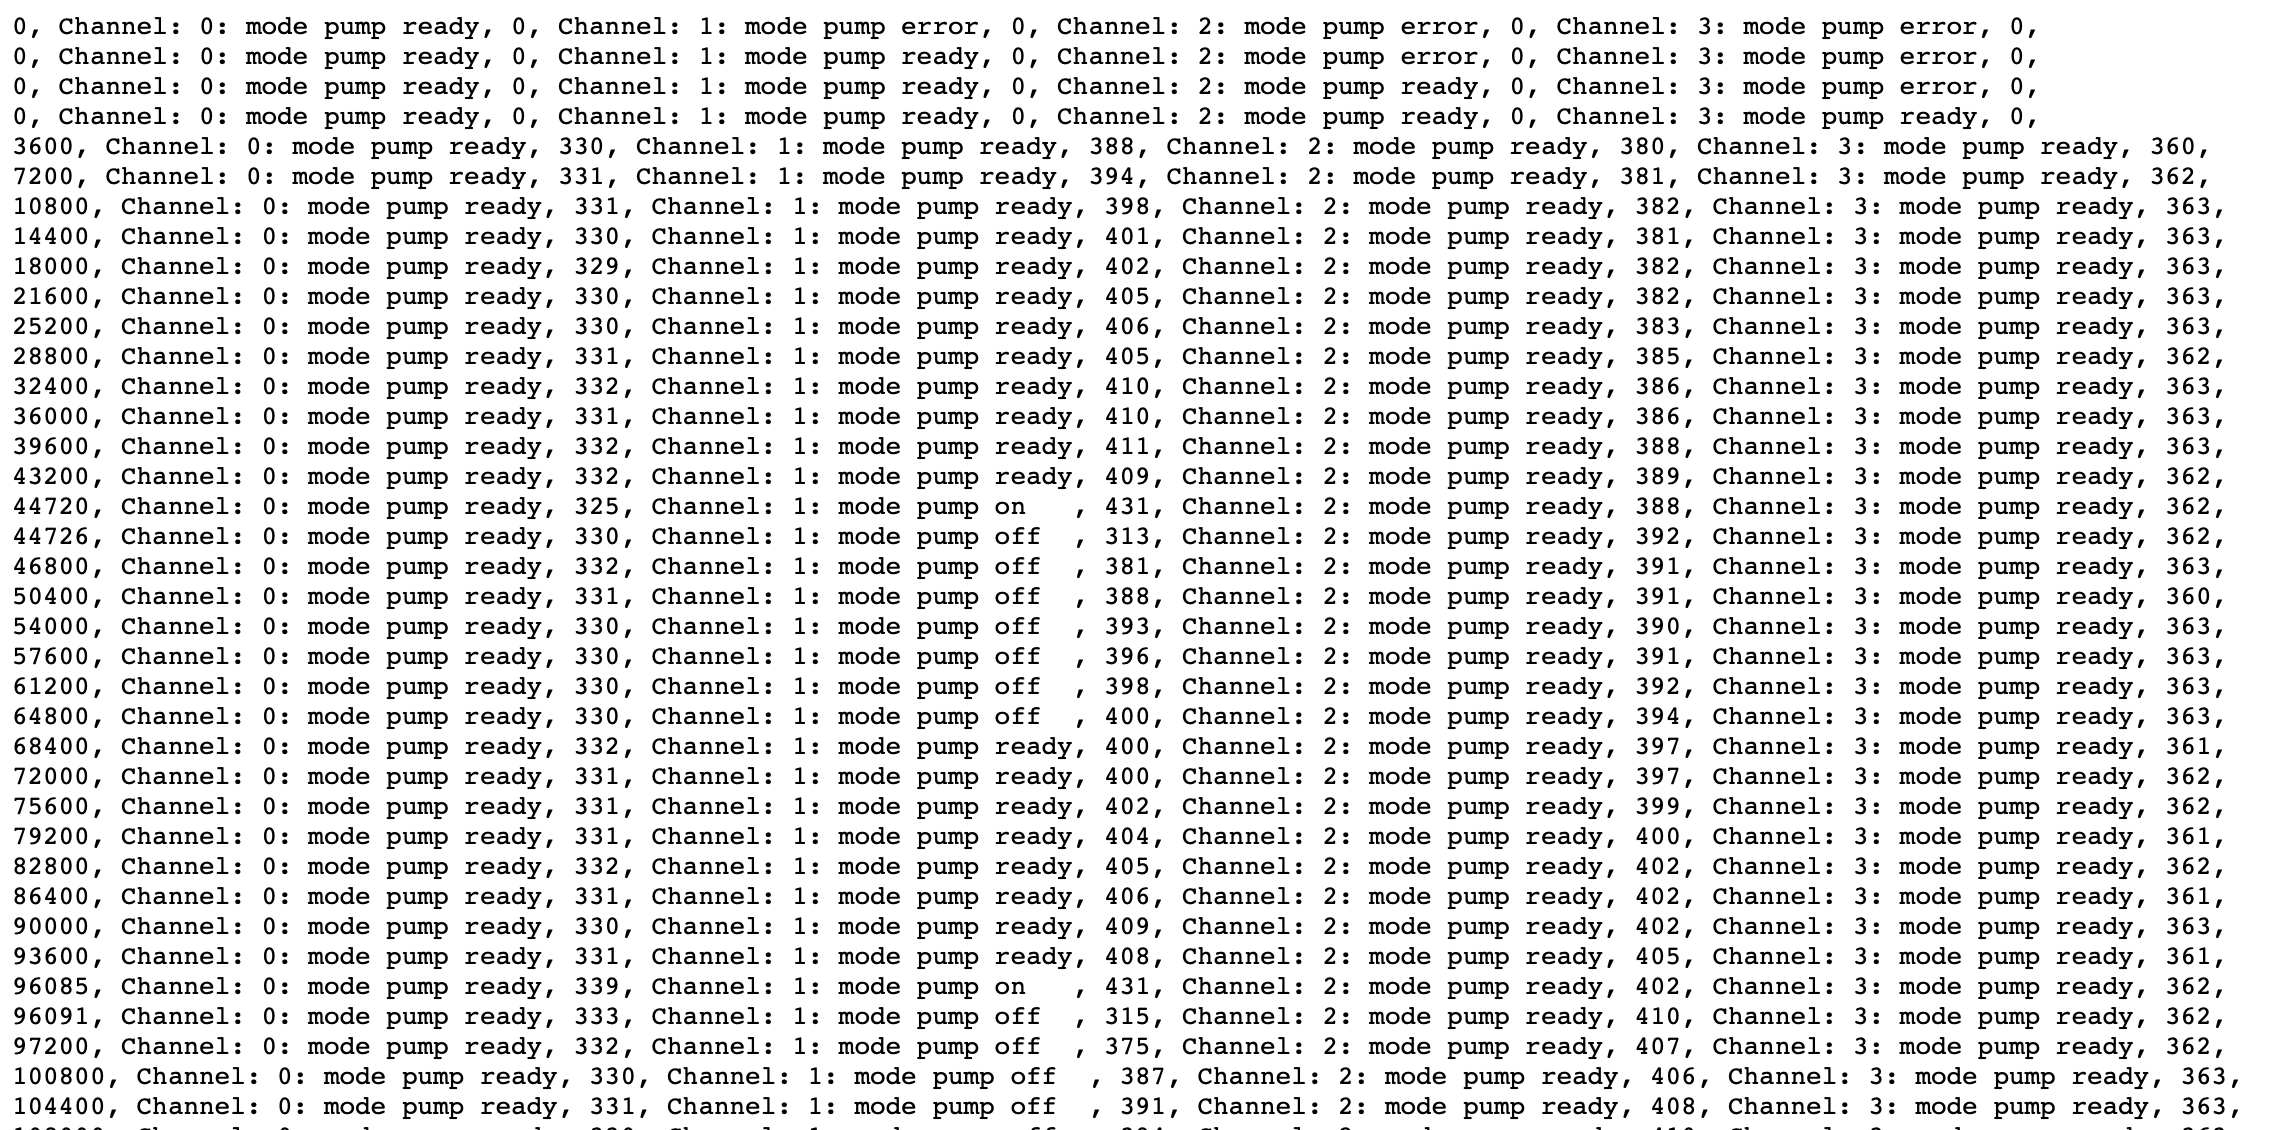 0, Channel: 0: mode pump ready, 0, Channel: 1: mode pump error, 0, Channel: 2: mode pump error, 0, Channel: 3: mode pump error, 0,
0, Channel: 0: mode pump ready, 0, Channel: 1: mode pump ready, 0, Channel: 2: mode pump error, 0, Channel: 3: mode pump error, 0,
0, Channel: 0: mode pump ready, 0, Channel: 1: mode pump ready, 0, Channel: 2: mode pump ready, 0, Channel: 3: mode pump error, 0,
0, Channel: 0: mode pump ready, 0, Channel: 1: mode pump ready, 0, Channel: 2: mode pump ready, 0, Channel: 3: mode pump ready, 0,
3600, Channel: 0: mode pump ready, 330, Channel: 1: mode pump ready, 388, Channel: 2: mode pump ready, 380, Channel: 3: mode pump ready, 360,
7200, Channel: 0: mode pump ready, 331, Channel: 1: mode pump ready, 394, Channel: 2: mode pump ready, 381, Channel: 3: mode pump ready, 362,
10800, Channel: 0: mode pump ready, 331, Channel: 1: mode pump ready, 398, Channel: 2: mode pump ready, 382, Channel: 3: mode pump ready, 363,
14400, Channel: 0: mode pump ready, 330, Channel: 1: mode pump ready, 401, Channel: 2: mode pump ready, 381, Channel: 3: mode pump ready, 363,
18000, Channel: 0: mode pump ready, 329, Channel: 1: mode pump ready, 402, Channel: 2: mode pump ready, 382, Channel: 3: mode pump ready, 363,
21600, Channel: 0: mode pump ready, 330, Channel: 1: mode pump ready, 405, Channel: 2: mode pump ready, 382, Channel: 3: mode pump ready, 363,
25200, Channel: 0: mode pump ready, 330, Channel: 1: mode pump ready, 406, Channel: 2: mode pump ready, 383, Channel: 3: mode pump ready, 363,
28800, Channel: 0: mode pump ready, 331, Channel: 1: mode pump ready, 405, Channel: 2: mode pump ready, 385, Channel: 3: mode pump ready, 362,
32400, Channel: 0: mode pump ready, 332, Channel: 1: mode pump ready, 410, Channel: 2: mode pump ready, 386, Channel: 3: mode pump ready, 363,
36000, Channel: 0: mode pump ready, 331, Channel: 1: mode pump ready, 410, Channel: 2: mode pump ready, 386, Channel: 3: mode pump ready, 363,
39600, Channel: 0: mode pump ready, 332, Channel: 1: mode pump ready, 411, Channel: 2: mode pump ready, 388, Channel: 3: mode pump ready, 363,
43200, Channel: 0: mode pump ready, 332, Channel: 1: mode pump ready, 409, Channel: 2: mode pump ready, 389, Channel: 3: mode pump ready, 362,
44720, Channel: 0: mode pump ready, 325, Channel: 1: mode pump on   , 431, Channel: 2: mode pump ready, 388, Channel: 3: mode pump ready, 362,
44726, Channel: 0: mode pump ready, 330, Channel: 1: mode pump off  , 313, Channel: 2: mode pump ready, 392, Channel: 3: mode pump ready, 362,
46800, Channel: 0: mode pump ready, 332, Channel: 1: mode pump off  , 381, Channel: 2: mode pump ready, 391, Channel: 3: mode pump ready, 363,
50400, Channel: 0: mode pump ready, 331, Channel: 1: mode pump off  , 388, Channel: 2: mode pump ready, 391, Channel: 3: mode pump ready, 360,
54000, Channel: 0: mode pump ready, 330, Channel: 1: mode pump off  , 393, Channel: 2: mode pump ready, 390, Channel: 3: mode pump ready, 363,
57600, Channel: 0: mode pump ready, 330, Channel: 1: mode pump off  , 396, Channel: 2: mode pump ready, 391, Channel: 3: mode pump ready, 363,
61200, Channel: 0: mode pump ready, 330, Channel: 1: mode pump off  , 398, Channel: 2: mode pump ready, 392, Channel: 3: mode pump ready, 363,
64800, Channel: 0: mode pump ready, 330, Channel: 1: mode pump off  , 400, Channel: 2: mode pump ready, 394, Channel: 3: mode pump ready, 363,
68400, Channel: 0: mode pump ready, 332, Channel: 1: mode pump ready, 400, Channel: 2: mode pump ready, 397, Channel: 3: mode pump ready, 361,
72000, Channel: 0: mode pump ready, 331, Channel: 1: mode pump ready, 400, Channel: 2: mode pump ready, 397, Channel: 3: mode pump ready, 362,
75600, Channel: 0: mode pump ready, 331, Channel: 1: mode pump ready, 402, Channel: 2: mode pump ready, 399, Channel: 3: mode pump ready, 362,
79200, Channel: 0: mode pump ready, 331, Channel: 1: mode pump ready, 404, Channel: 2: mode pump ready, 400, Channel: 3: mode pump ready, 361,
82800, Channel: 0: mode pump ready, 332, Channel: 1: mode pump ready, 405, Channel: 2: mode pump ready, 402, Channel: 3: mode pump ready, 362,
86400, Channel: 0: mode pump ready, 331, Channel: 1: mode pump ready, 406, Channel: 2: mode pump ready, 402, Channel: 3: mode pump ready, 361,
90000, Channel: 0: mode pump ready, 330, Channel: 1: mode pump ready, 409, Channel: 2: mode pump ready, 402, Channel: 3: mode pump ready, 363,
93600, Channel: 0: mode pump ready, 331, Channel: 1: mode pump ready, 408, Channel: 2: mode pump ready, 405, Channel: 3: mode pump ready, 361,
96085, Channel: 0: mode pump ready, 339, Channel: 1: mode pump on   , 431, Channel: 2: mode pump ready, 402, Channel: 3: mode pump ready, 362,
96091, Channel: 0: mode pump ready, 333, Channel: 1: mode pump off  , 315, Channel: 2: mode pump ready, 410, Channel: 3: mode pump ready, 362,
97200, Channel: 0: mode pump ready, 332, Channel: 1: mode pump off  , 375, Channel: 2: mode pump ready, 407, Channel: 3: mode pump ready, 362,
100800, Channel: 0: mode pump ready, 330, Channel: 1: mode pump off  , 387, Channel: 2: mode pump ready, 406, Channel: 3: mode pump ready, 363,
104400, Channel: 0: mode pump ready, 331, Channel: 1: mode pump off  , 391, Channel: 2: mode pump ready, 408, Channel: 3: mode pump ready, 363,